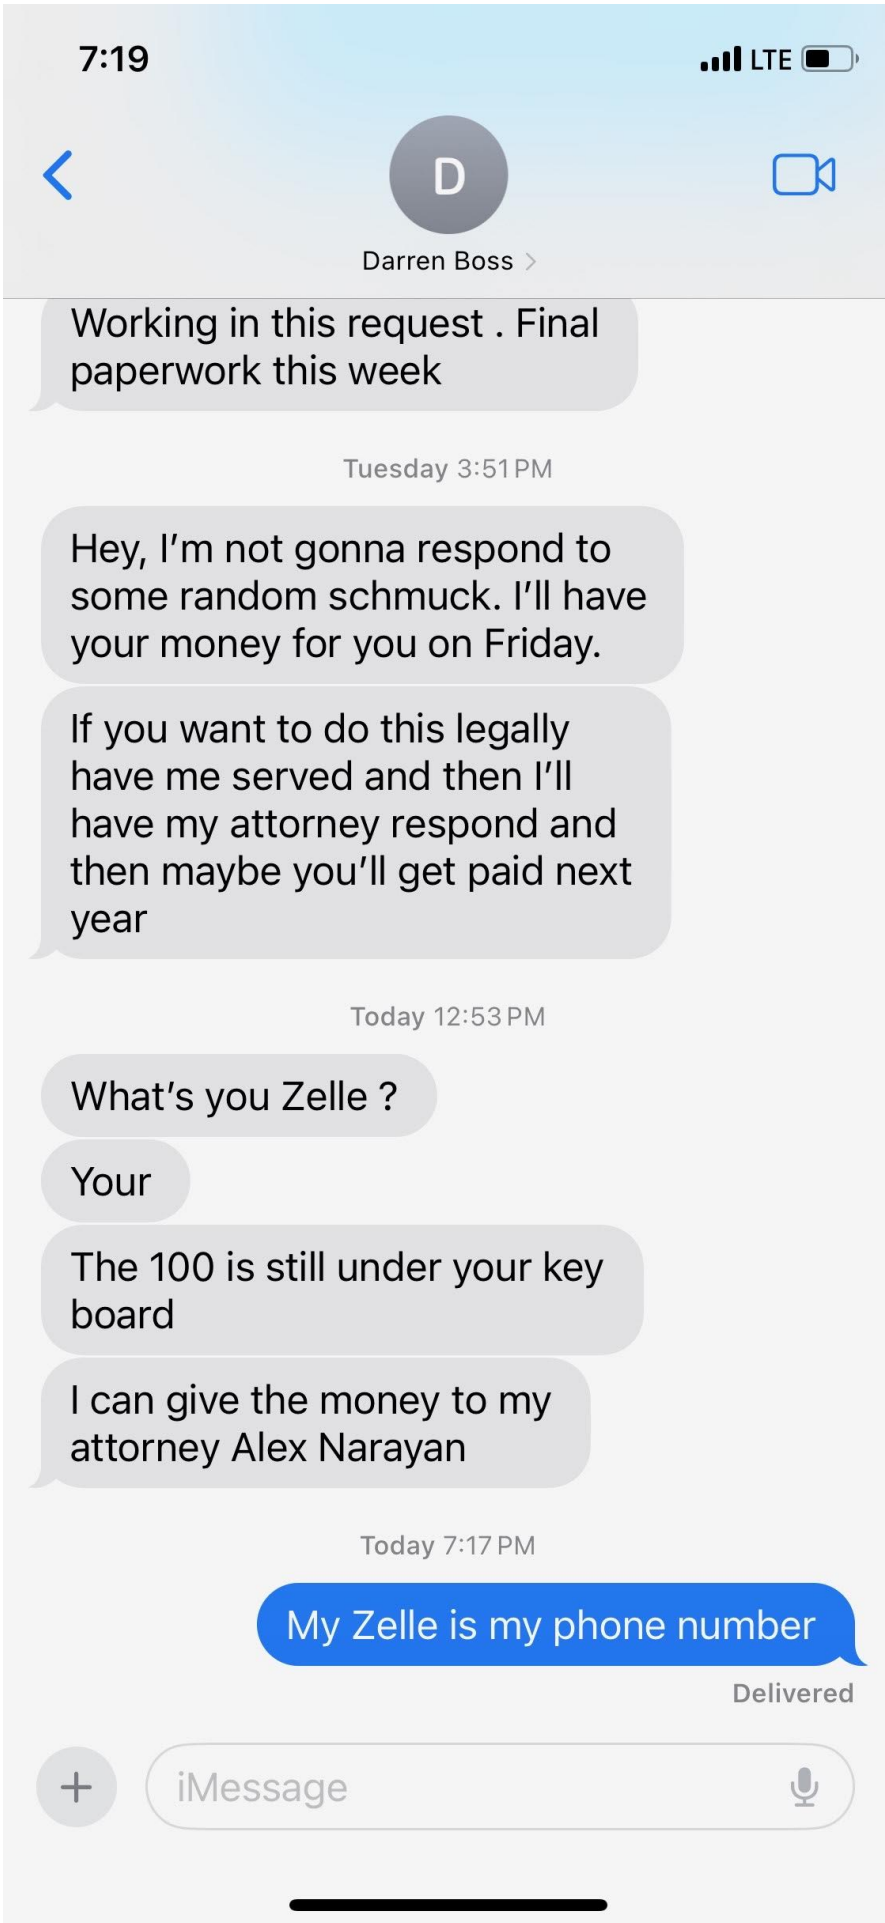 7:19
LTE
D
Darren Boss
Working in this request . Final
paperwork this week
Tuesday 3:51 PM
Hey, I’m not gonna respond to
some random schmuck. I’ll have
your money for you on Friday.
If you want to do this legally
have me served and then I’ll
have my attorney respond and
then maybe you’ll get paid next
year
Today 12:53 PM
What’s you Zelle ?
Your
The 100 is still under your key
board
I can give the money to my
attorney Alex Narayan
Today 7:17 PM
My Zelle is my phone number
Delivered
iMessage